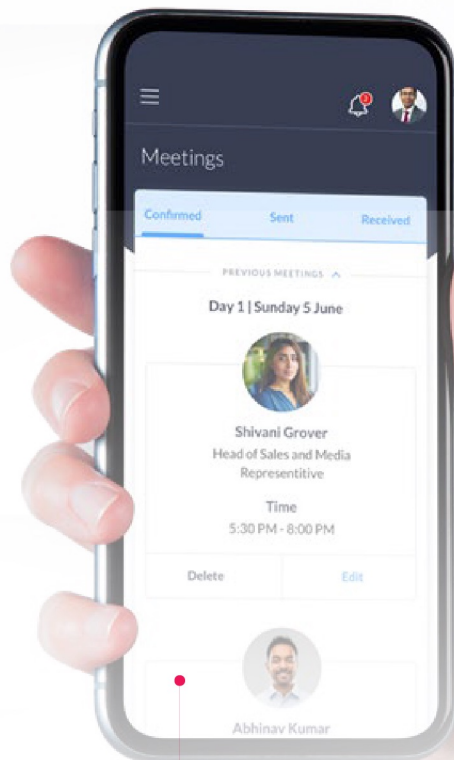 Meetings
Confirmed Sent Received
PREVIOUS MEETINGS
Day 1 | Sunday 5 June
Shivani Grover
Head of Sales and Media
Representitive
Time
5:30 PM - 8:00 PM
Delete Edit
Abhinav Kumar